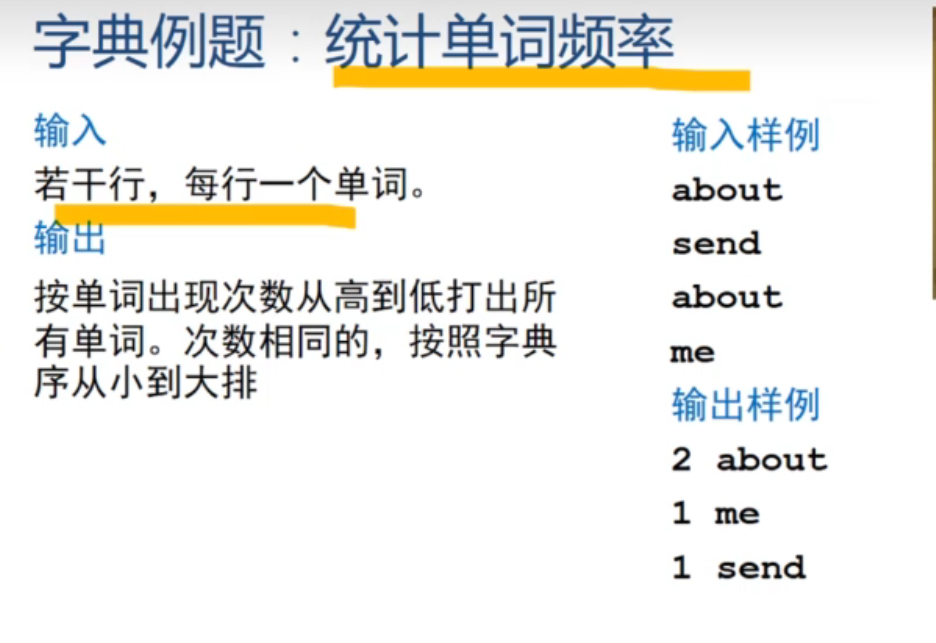 字典例题：统计单词频率
输入
若干行，每行一个单词。
输出
按单词出现次数从高到低打出所
有单词。次数相同的，按照字典
序从小到大排
输入样例
about
send
about
me
输出样例
2 about
1 me
1 send